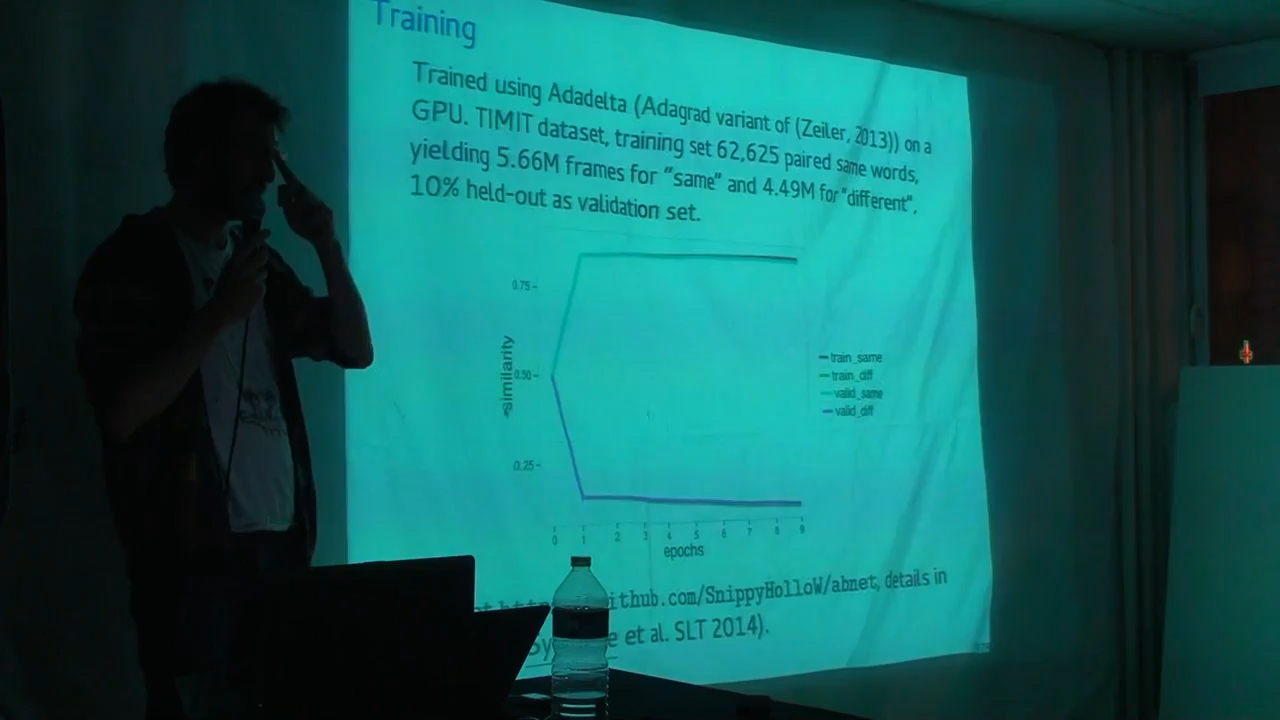 Training
Trained using Adadelta (Adagrad variant of (Zeiler, 2013)) on a
GPU. TIMIT dataset, training set 62,625 paired same words,
yielding 5.66M frames for "same" and 4.49M for "different".
10% held-out as validation set.
0.75
0.50
0.25
similarity
train_same
train_diff
valid_same
valid_diff
0 1 2 3 4 5 6 7 8 9
epochs
ithub.com/SnippyHolloW/abnet, details in
et al. SLT 2014).